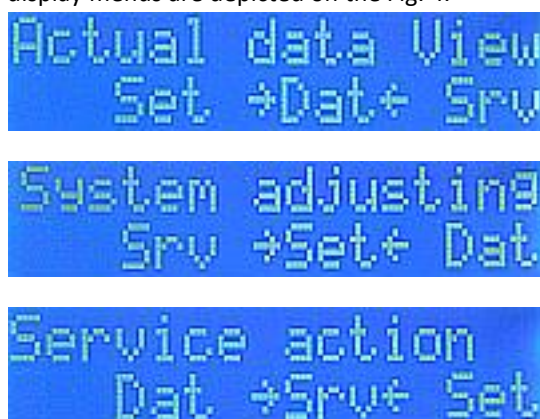 Actual data View
Set →Dat← Srv
System adjusting
Srv →Set← Dat
Service action
Dat →Srv← Set